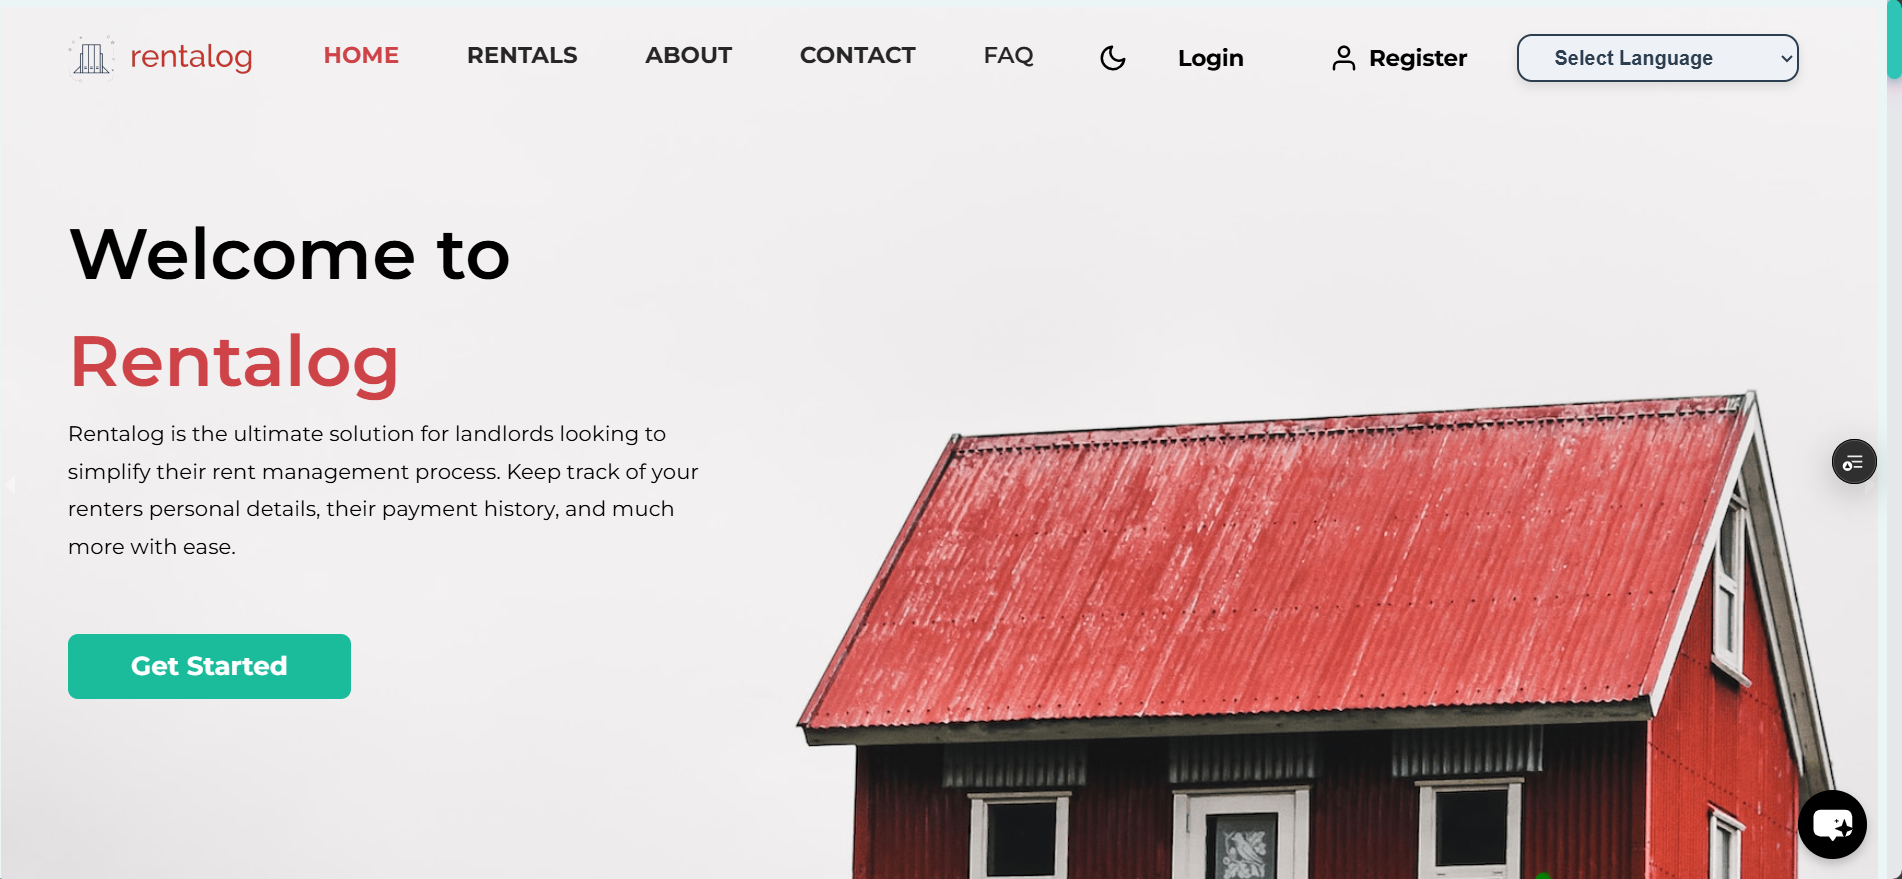 rentalog
HOME
RENTALS
ABOUT
CONTACT
FAQ
Login
Register
Select Language
Welcome to
Rentalog
Rentalog is the ultimate solution for landlords looking to
simplify their rent management process. Keep track of your
renters personal details, their payment history, and much
more with ease.
Get Started